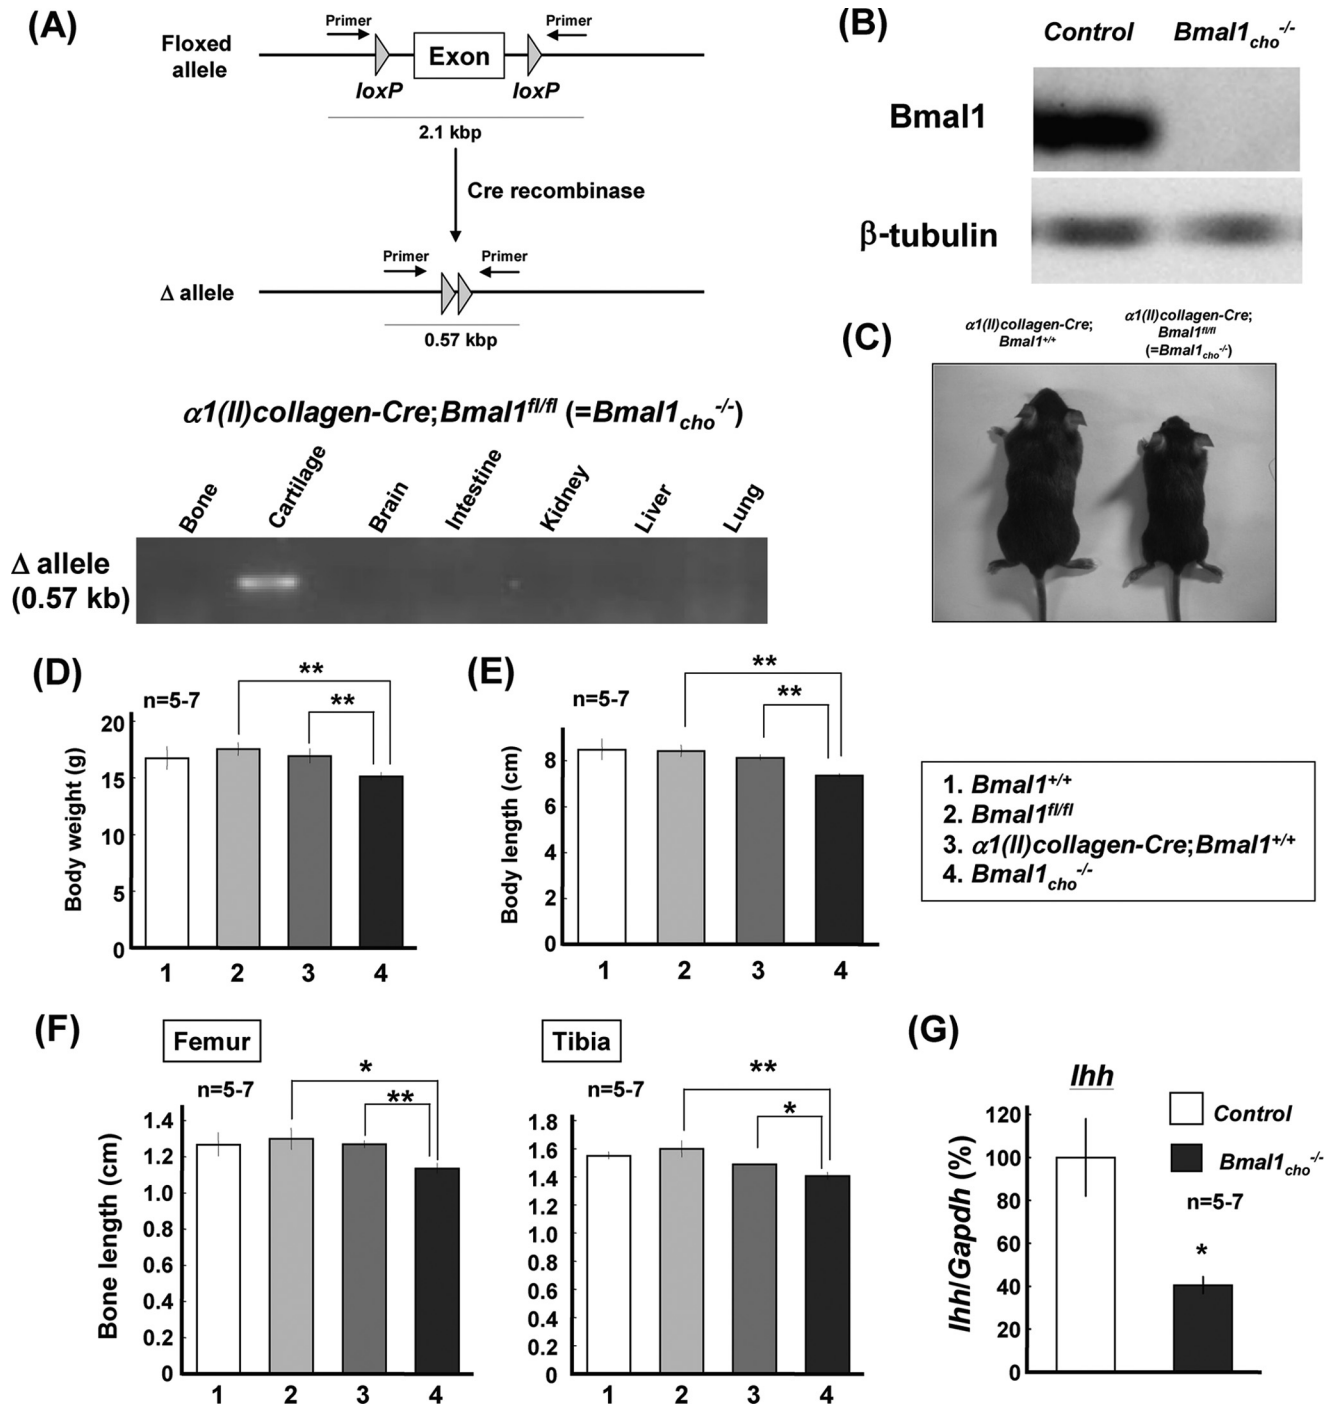 (A)
Floxed
allele
Primer
Primer
Exon
loxP
loxP
2.1 kbp
Cre recombinase
Primer
Primer
Δ allele
0.57 kbp
α1(II)collagen-Cre;Bmal1fl/fl (=Bmal1cho-/-)
Bone
Cartilage
Brain
Intestine
Kidney
Liver
Lung
Δ allele
(0.57 kb)
(B)
Control
Bmal1cho-/-
Bmal1
β-tubulin
(C)
α1(II)collagen-Cre;
Bmal1+/+
α1(II)collagen-Cre;
Bmal1fl/fl
(=Bmal1cho-/-)
(D)
n=5-7
**
**
Body weight (g)
20
15
10
5
0
1 2 3 4
(E)
n=5-7
**
**
Body length (cm)
8
6
4
2
0
1 2 3 4
1. Bmal1+/+
2. Bmal1fl/fl
3. α1(II)collagen-Cre;Bmal1+/+
4. Bmal1cho-/-
(F)
Femur
n=5-7
*
**
Bone length (cm)
1.4
1.2
1.0
0.8
0.6
0.4
0.2
0
1 2 3 4
Tibia
n=5-7
**
*
1.8
1.6
1.4
1.2
1.0
0.8
0.6
0.4
0.2
0
1 2 3 4
(G)
Ihh
Control
Bmal1cho-/-
n=5-7
*
Ihh/Gapdh (%)
120
100
80
60
40
20
0